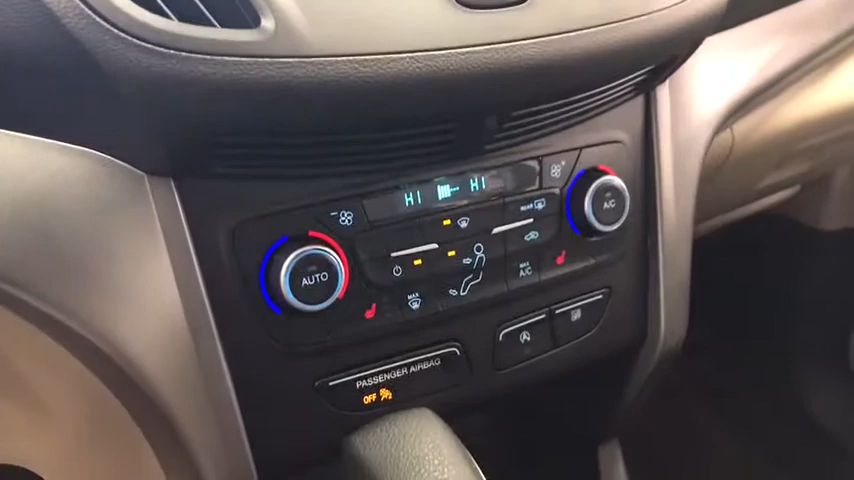 HI HI
REAR
A/C
AUTO
MAX
MAX
A/C
PASSENGER AIRBAG
OFF